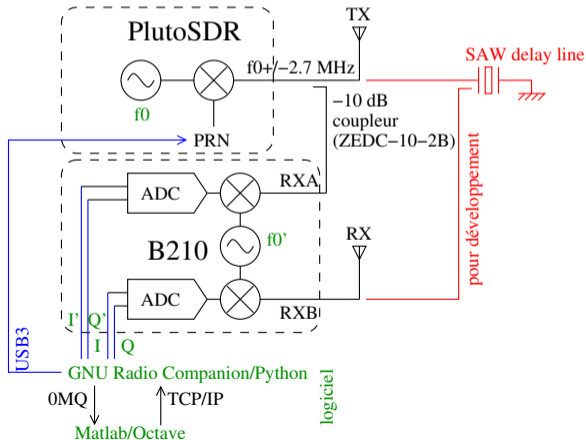 TX
PlutoSDR
SAW delay line
f0+/−2.7 MHz
f0
−10 dB
coupleur
(ZEDC−10−2B)
PRN
pour développement
ADC
RXA
B210
f0'
RX
ADC
RXB
I' Q'
I Q
USB3
GNU Radio Companion/Python
logiciel
0MQ
TCP/IP
Matlab/Octave